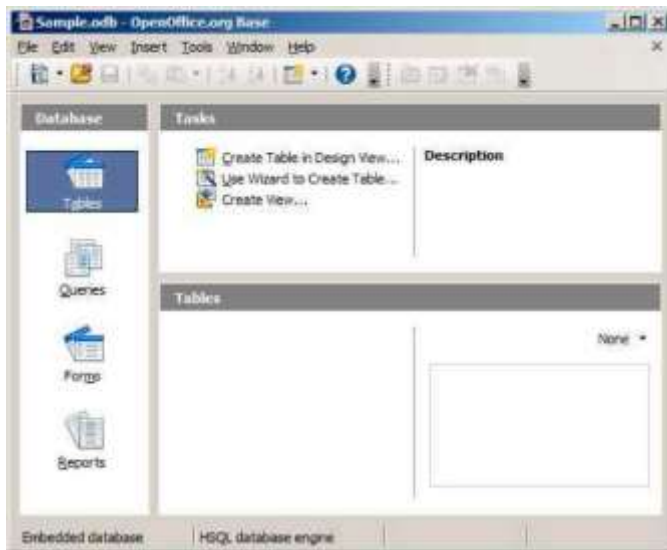 Sample.odb - OpenOffice.org Base
File Edit View Insert Tools Window Help
Database
Tasks
Tables
Create Table in Design View...
Use Wizard to Create Table...
Create View...
Description
Queries
Tables
None
Forms
Reports
Embedded database
HSQL database engine